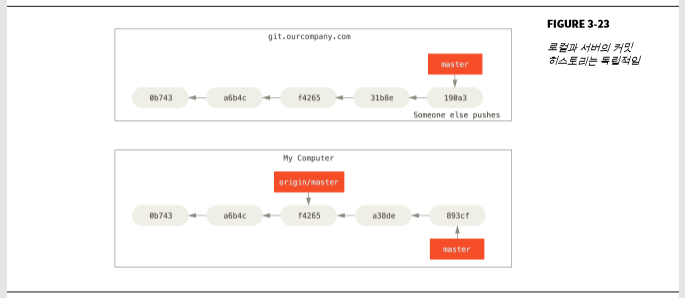 git.ourcompany.com
master
0b743
a6b4c
f4265
31b8e
190a3
Someone else pushes
My Computer
origin/master
0b743
a6b4c
f4265
a38de
893cf
master
FIGURE 3-23
로컬과 서버의 커밋
히스토리는 독립적임